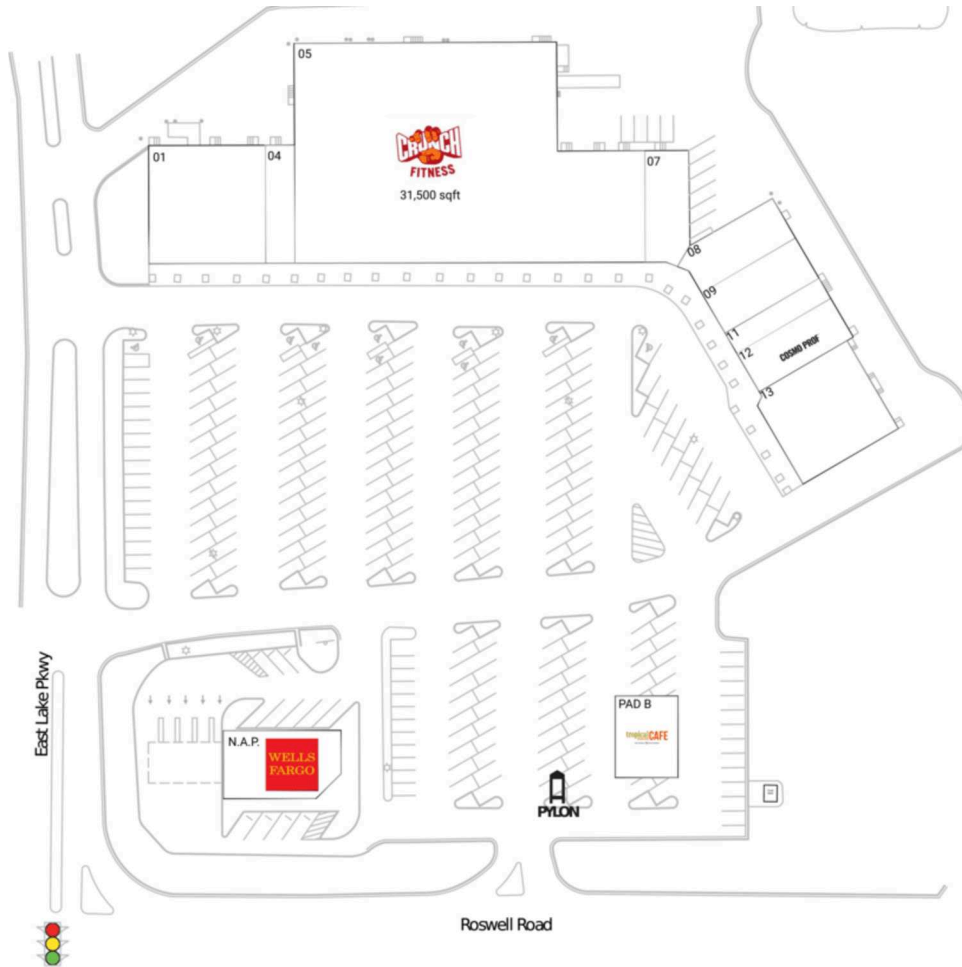 05
CRUNCH
FITNESS
31,500 sqft
01
04
07
08
09
11
12
COSMO PROF
13
East Lake Pkwy
N.A.P.
WELLS
FARGO
PAD B
tropical CAFE
PYLON
Roswell Road